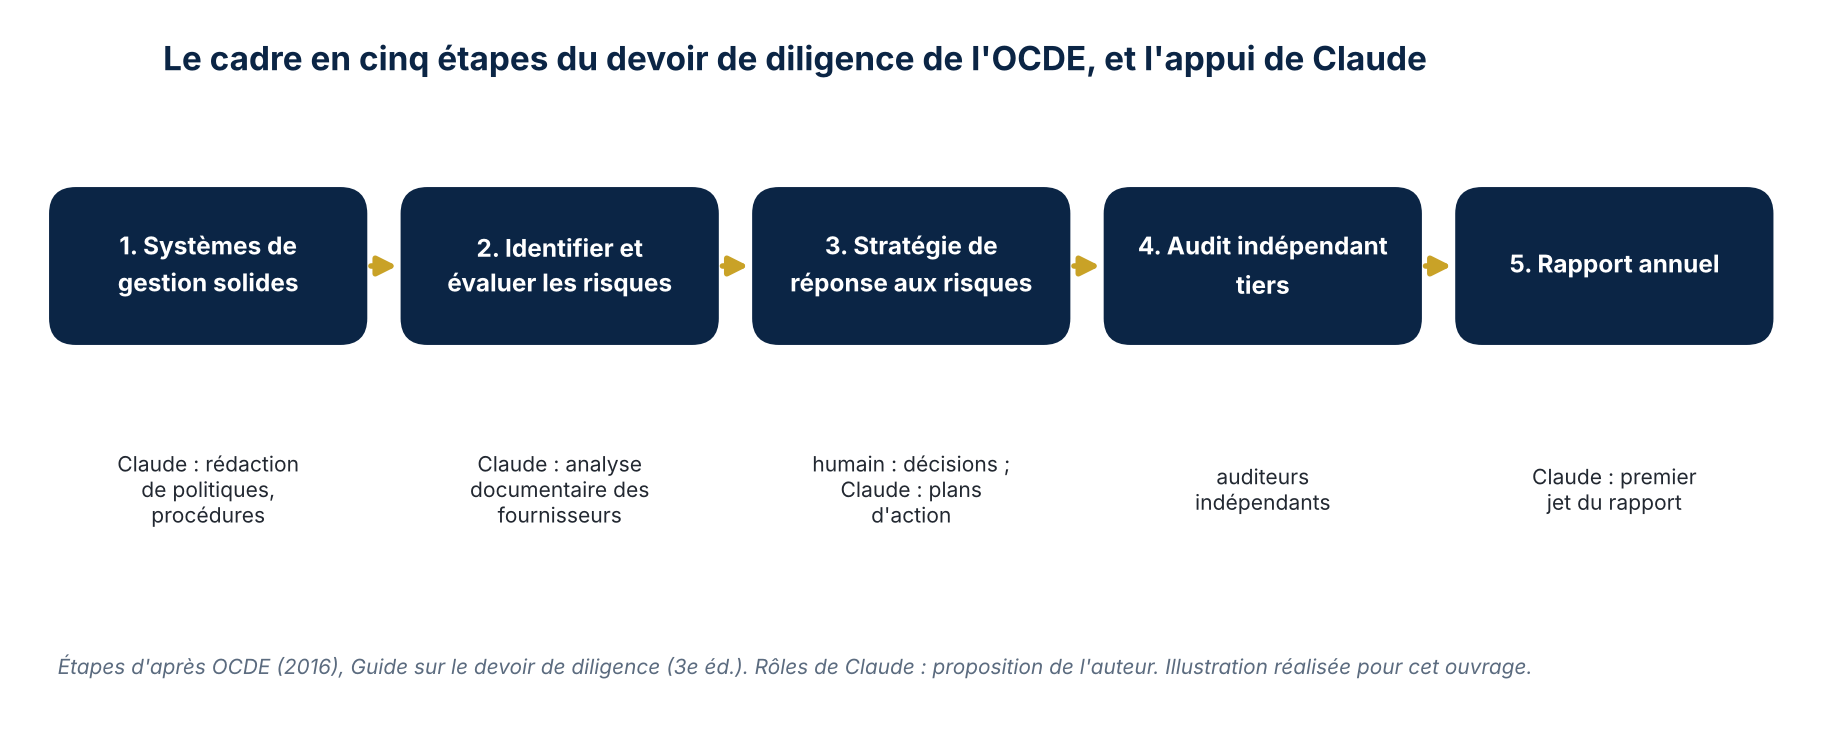 Le cadre en cinq étapes du devoir de diligence de l'OCDE, et l'appui de Claude
1. Systèmes de
gestion solides
2. Identifier et
évaluer les risques
3. Stratégie de
réponse aux risques
4. Audit indépendant
tiers
5. Rapport annuel
Claude : rédaction
de politiques,
procédures
Claude : analyse
documentaire des
fournisseurs
humain : décisions ;
Claude : plans
d'action
auditeurs
indépendants
Claude : premier
jet du rapport
Étapes d'après OCDE (2016), Guide sur le devoir de diligence (3e éd.). Rôles de Claude : proposition de l'auteur. Illustration réalisée pour cet ouvrage.